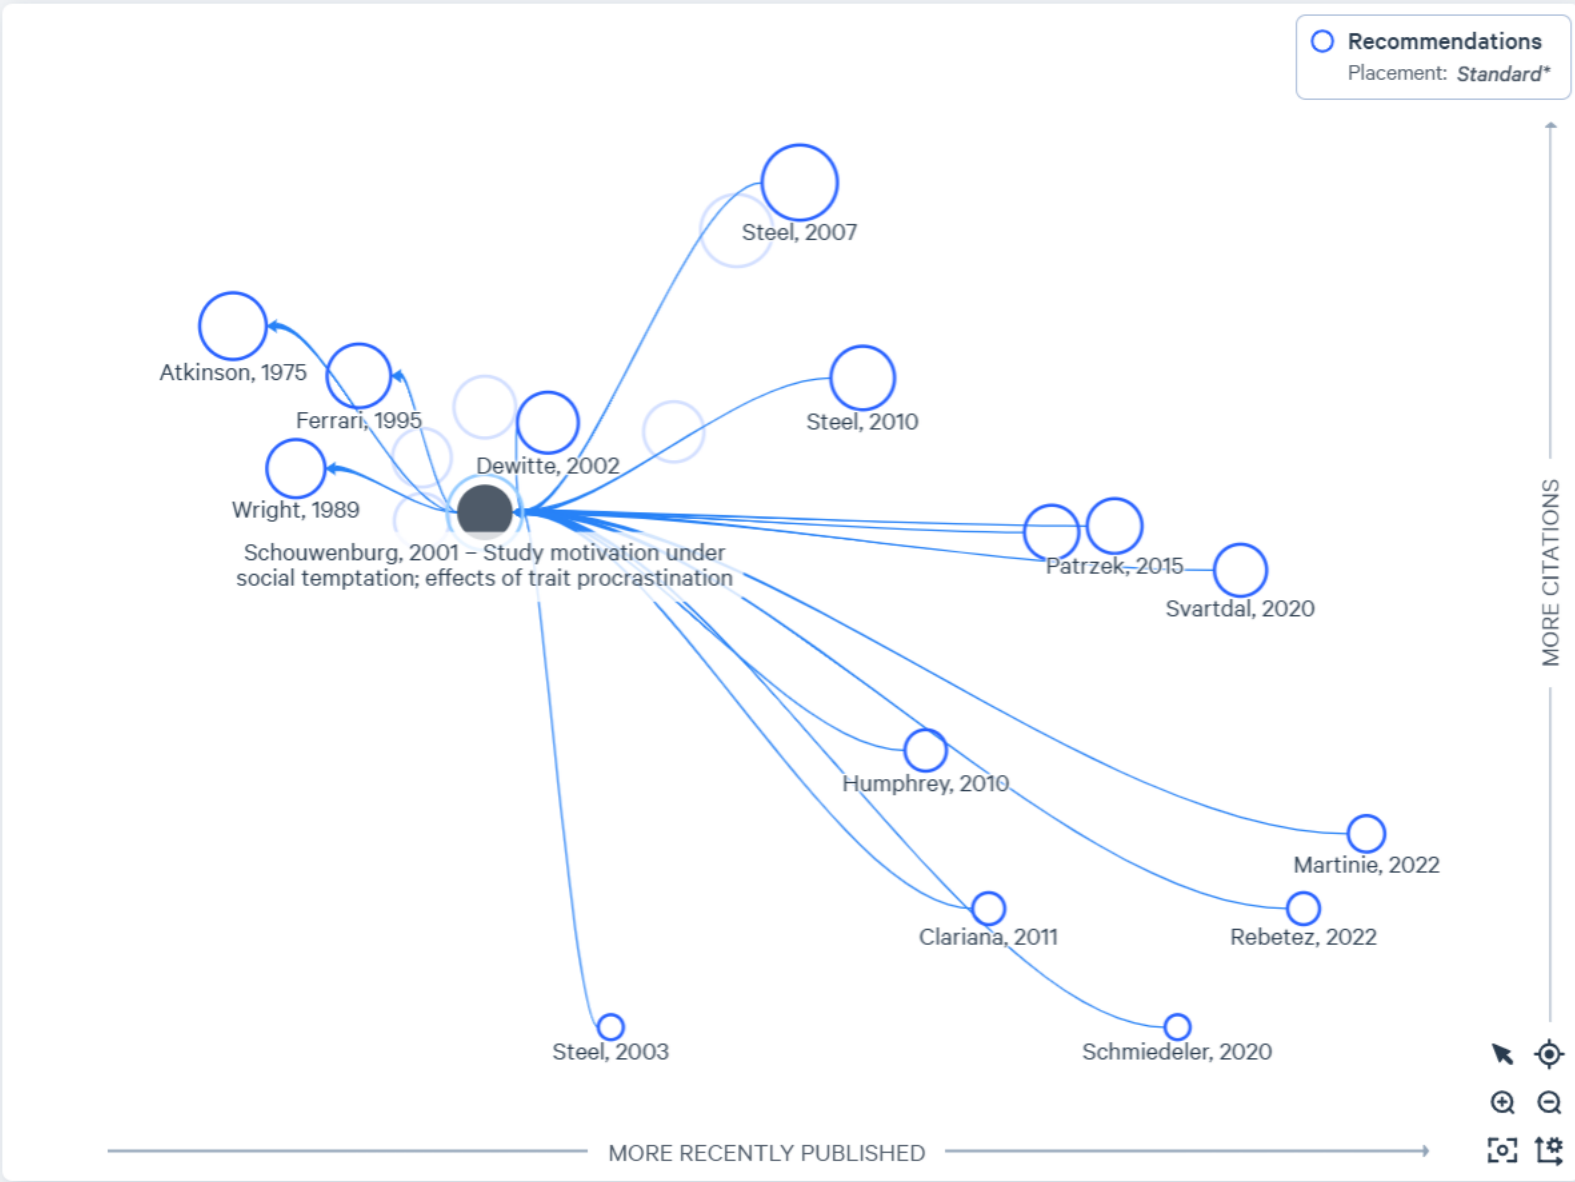 Recommendations
Placement: Standard*
Steel, 2007
Atkinson, 1975
Ferrari, 1995
Steel, 2010
Dewitte, 2002
Wright, 1989
Schouwenburg, 2001 – Study motivation under
social temptation; effects of trait procrastination
Patrzek, 2015
Svartdal, 2020
MORE CITATIONS
Humphrey, 2010
Martinie, 2022
Clariana, 2011
Rebetez, 2022
Steel, 2003
Schmiedeler, 2020
MORE RECENTLY PUBLISHED